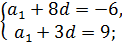 a₁ + 8d = −6,
a₁ + 3d = 9;